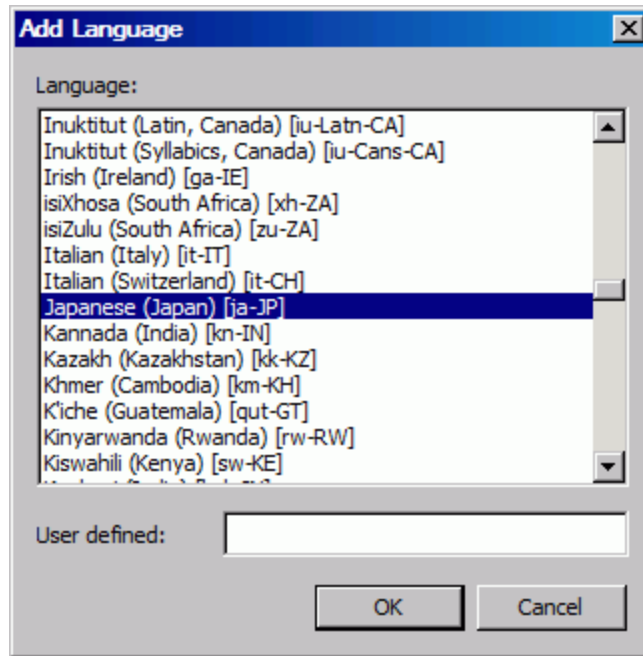 Add Language
Language:
Inuktitut (Latin, Canada) [iu-Latn-CA]
Inuktitut (Syllabics, Canada) [iu-Cans-CA]
Irish (Ireland) [ga-IE]
isiXhosa (South Africa) [xh-ZA]
isiZulu (South Africa) [zu-ZA]
Italian (Italy) [it-IT]
Italian (Switzerland) [it-CH]
Japanese (Japan) [ja-JP]
Kannada (India) [kn-IN]
Kazakh (Kazakhstan) [kk-KZ]
Khmer (Cambodia) [km-KH]
K'iche (Guatemala) [qut-GT]
Kinyarwanda (Rwanda) [rw-RW]
Kiswahili (Kenya) [sw-KE]
User defined:
OK Cancel